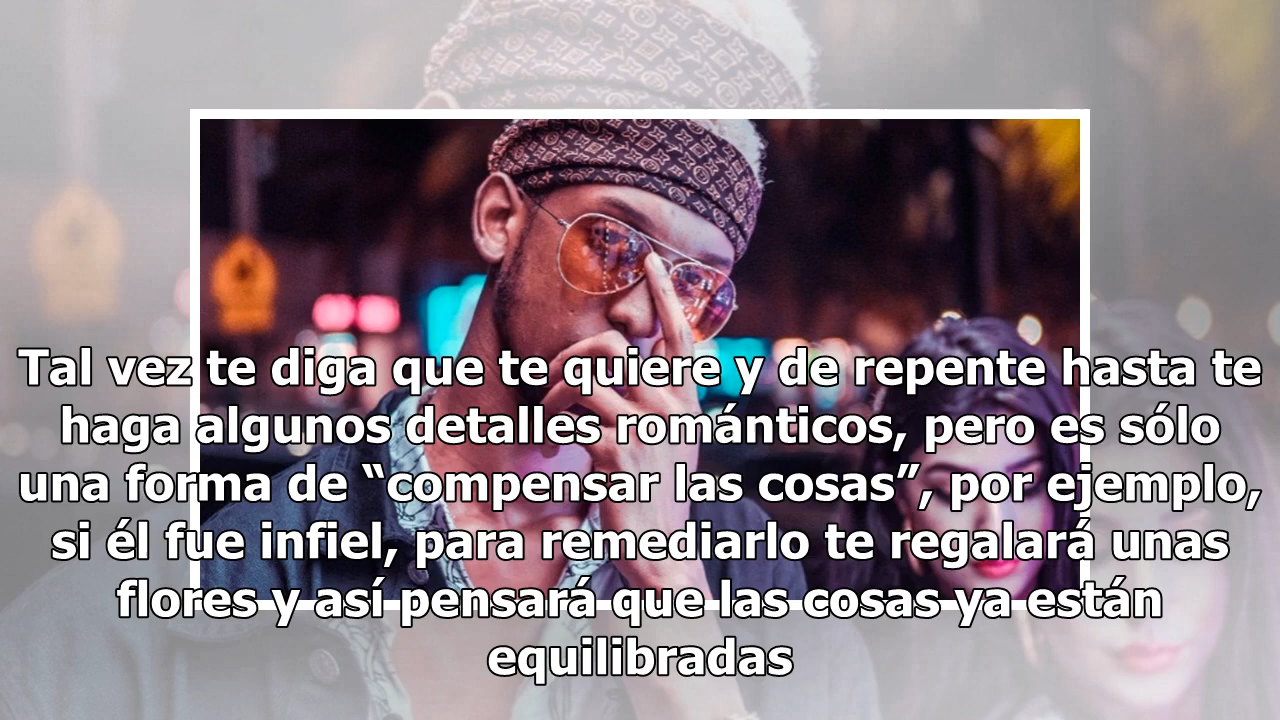 Tal vez te diga que te quiere y de repente hasta te
haga algunos detalles románticos, pero es sólo
una forma de “compensar las cosas”, por ejemplo,
si él fue infiel, para remediarlo te regalará unas
flores y así pensará que las cosas ya están
equilibradas